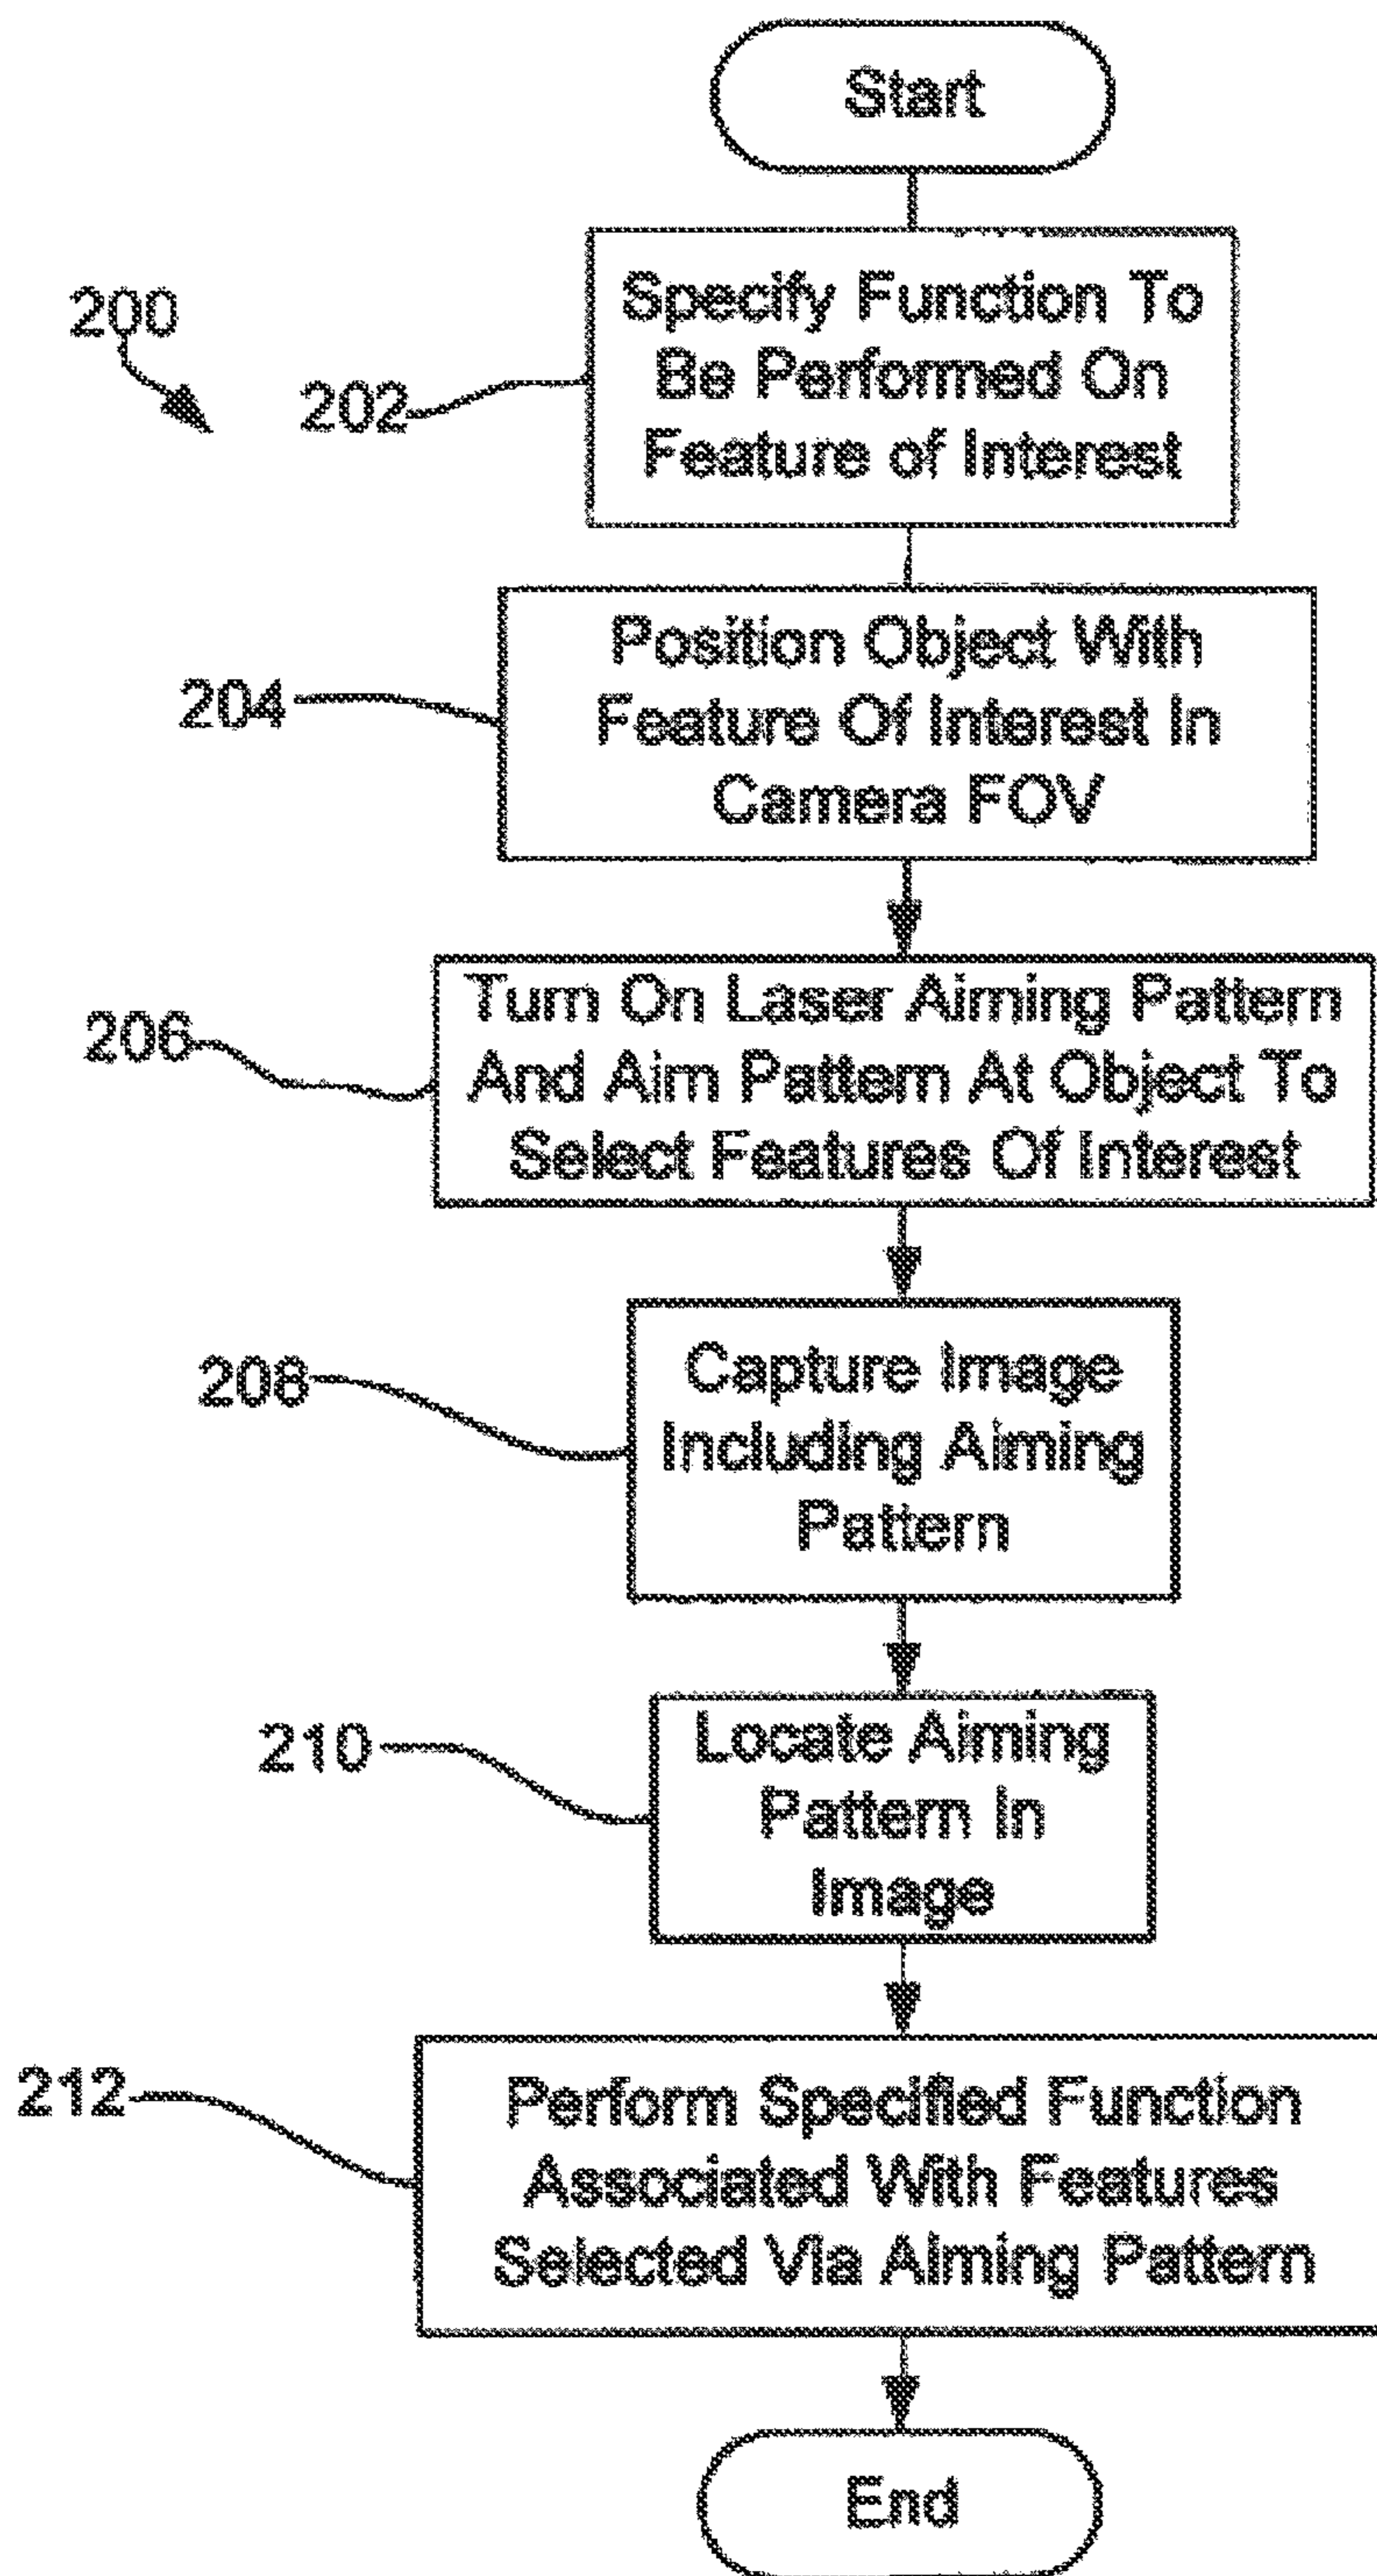 Start
200
202
Specify Function To
Be Performed On
Feature of Interest
204
Position Object With
Feature Of Interest In
Camera FOV
206
Turn On Laser Aiming Pattern
And Aim Pattern At Object To
Select Features Of Interest
208
Capture Image
Including Aiming
Pattern
210
Locate Aiming
Pattern In
Image
212
Perform Specified Function
Associated With Features
Selected Via Aiming Pattern
End